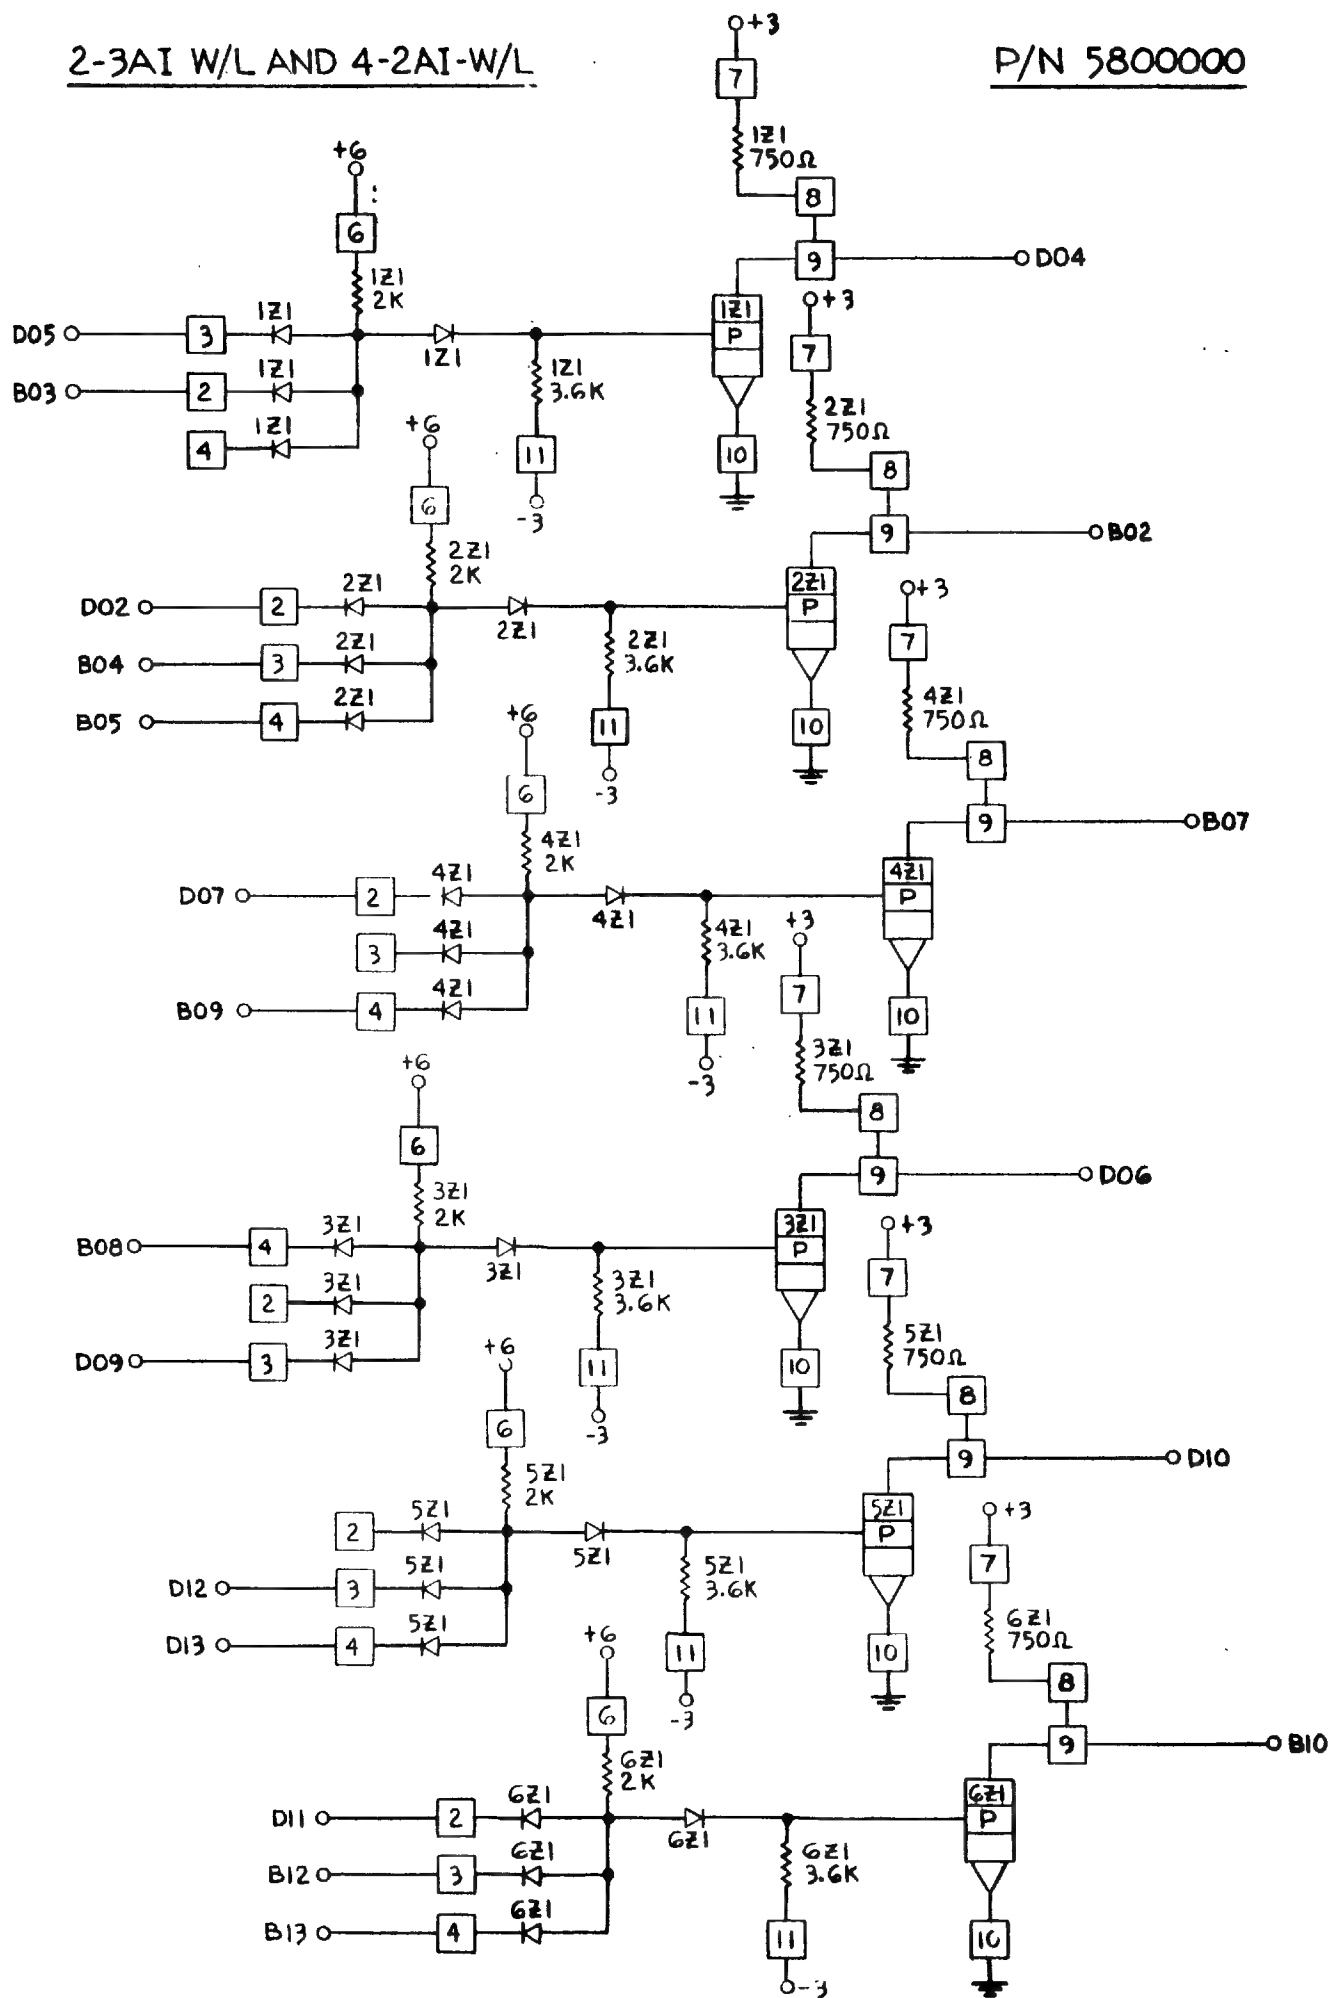 2-3AI W/L AND 4-2AI-W/L
P/N 5800000
+3
7
1Z1
750Ω
8
9
D04
+6
6
1Z1
2K
D05
3
1Z1
1Z1
B03
2
1Z1
4
1Z1
1Z1
3.6K
11
-3
1Z1
P
10
+3
7
2Z1
750Ω
8
9
B02
+6
6
2Z1
2K
D02
2
2Z1
2Z1
B04
3
2Z1
B05
4
2Z1
2Z1
3.6K
11
-3
2Z1
P
10
+3
7
4Z1
750Ω
8
9
B07
+6
6
4Z1
2K
D07
2
4Z1
4Z1
3
4Z1
B09
4
4Z1
4Z1
3.6K
11
-3
4Z1
P
10
+3
7
3Z1
750Ω
8
9
D06
+6
6
3Z1
2K
B08
4
3Z1
3Z1
2
3Z1
D09
3
3Z1
3Z1
3.6K
11
-3
3Z1
P
10
+3
7
5Z1
750Ω
8
9
D10
+6
6
5Z1
2K
2
5Z1
5Z1
D12
3
5Z1
D13
4
5Z1
5Z1
3.6K
11
-3
5Z1
P
10
+3
7
6Z1
750Ω
8
9
B10
+6
6
6Z1
2K
D11
2
6Z1
6Z1
B12
3
6Z1
B13
4
6Z1
6Z1
3.6K
11
-3
6Z1
P
10